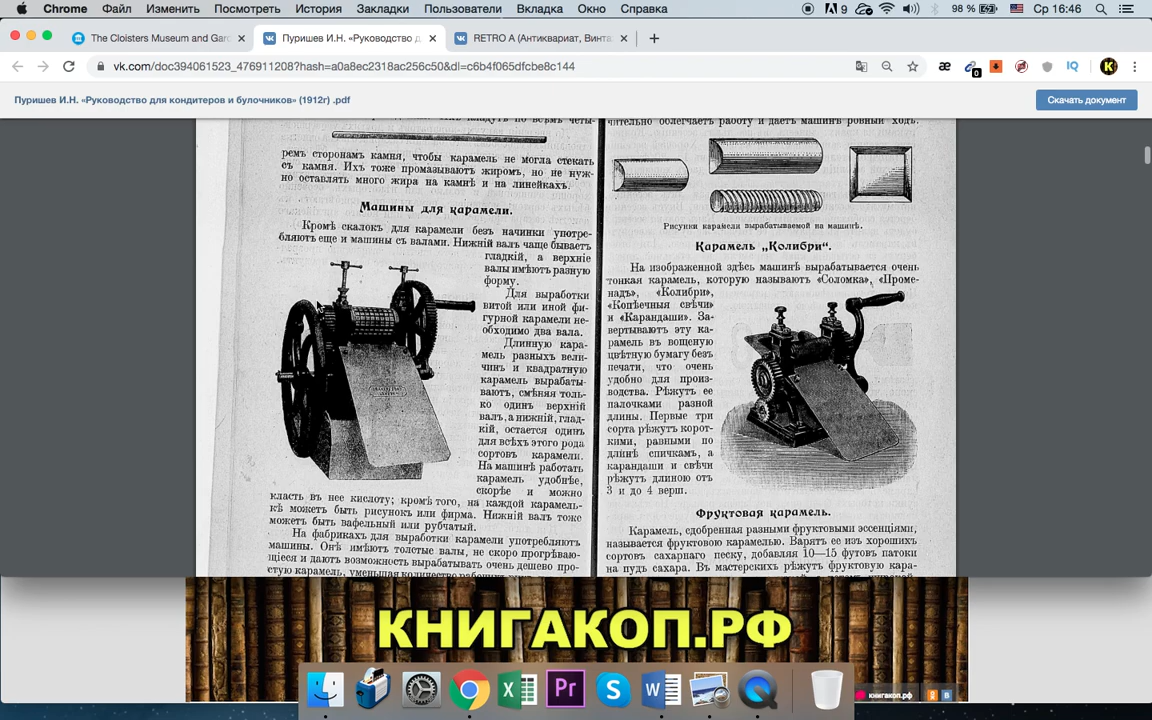 Chrome Файл Изменить Просмотреть История Закладки Пользователи Вкладка Окно Справка 9 98 % Ср 16:46
The Cloisters Museum and Gar
Пуришев И.Н. «Руководство д
RETRO A (Антиквариат, Винта
vk.com/doc394061523_476911208?hash=a0a8ec2318ac256c50&dl=c6b4f065dfcbe8c144
Пуришев И.Н. «Руководство для кондитеров и булочников» (1912г) .pdf
Скачать документ
ремъ сторонамъ камня, чтобы карамель не могла стекать
съ камня. Ихъ тоже промазываютъ жиромъ, но не нуж-
но оставлять много жира на камнѣ и на линейкахъ.
Машины для карамели.
Кромѣ скалокъ для карамели безъ начинки употре-
бляютъ еще и машины съ валами. Нижній валъ чаще бываетъ
гладкій, а верхніе
валы имѣютъ разную
форму.
Для выработки
витой или иной фи-
гурной карамели не-
обходимо два вала.
Длинную кара-
мель разныхъ вели-
чинъ и квадратную
карамель вырабаты-
ваютъ, смѣняя толь-
ко одинъ верхній
валъ, а нижній, глад-
кій, остается одинъ
для всѣхъ этого рода
сортовъ карамели.
На машинѣ работать
карамель удобнѣе,
скорѣе и можно
класть въ нее кислоту; кромѣ того, на каждой карамель-
кѣ можетъ быть рисунокъ или фирма. Нижній валъ тоже
можетъ быть вафельный или рубчатый.
На фабрикахъ для выработки карамели употребляютъ
машины. Онѣ имѣютъ толстые валы, не скоро прогрѣваю-
щіеся и даютъ возможность вырабатывать очень дешево про-
стую карамель, уменьшая количество
чительно облегчаетъ работу и даетъ машинѣ ровный ходъ.
Рисунки карамели вырабатываемой на машинѣ.
Карамель „Колибри“.
На изображенной здѣсь машинѣ вырабатывается очень
тонкая карамель, которую называютъ «Соломка», «Проме-
надъ», «Колибри»,
«Копѣечныя свѣчи»
и «Карандаши». За-
вертываютъ эту ка-
рамель въ вощеную
цвѣтную бумагу безъ
печати, что очень
удобно для произ-
водства. Рѣжутъ ее
палочками разной
длины. Первые три
сорта рѣжутъ корот-
кими, равными по
длинѣ спичкамъ, а
карандаши и свѣчи
рѣжутъ длиною отъ
3 и до 4 верш.
Фруктовая карамель.
Карамель, сдобренная разными фруктовыми эссенціями,
называется фруктовою карамелью. Варятъ ее изъ хорошихъ
сортовъ сахарнаго песку, добавляя 10—15 футовъ патоки
на пудъ сахара. Въ мастерскихъ рѣжутъ фруктовую кара-
КНИГАКОП.РФ
книгакоп.рф